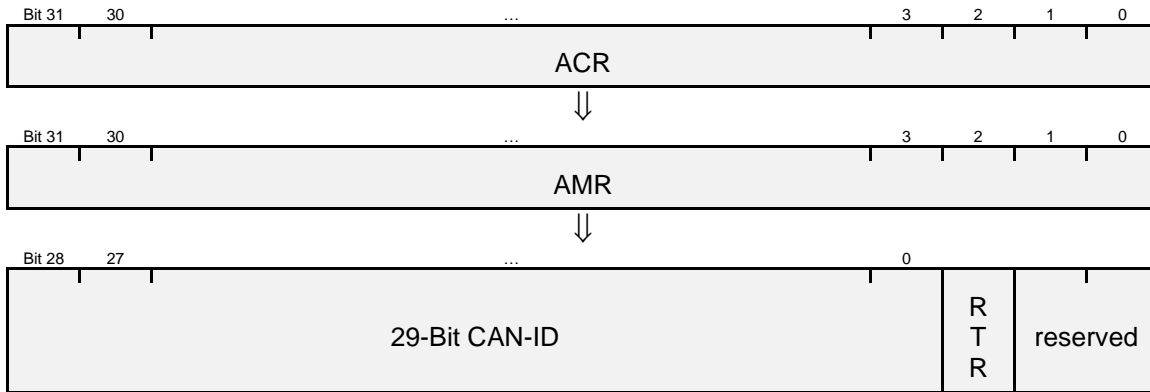 Bit 31 30 … 3 2 1 0
ACR
⇓
Bit 31 30 … 3 2 1 0
AMR
⇓
Bit 28 27 … 0
29-Bit CAN-ID
R
T
R
reserved